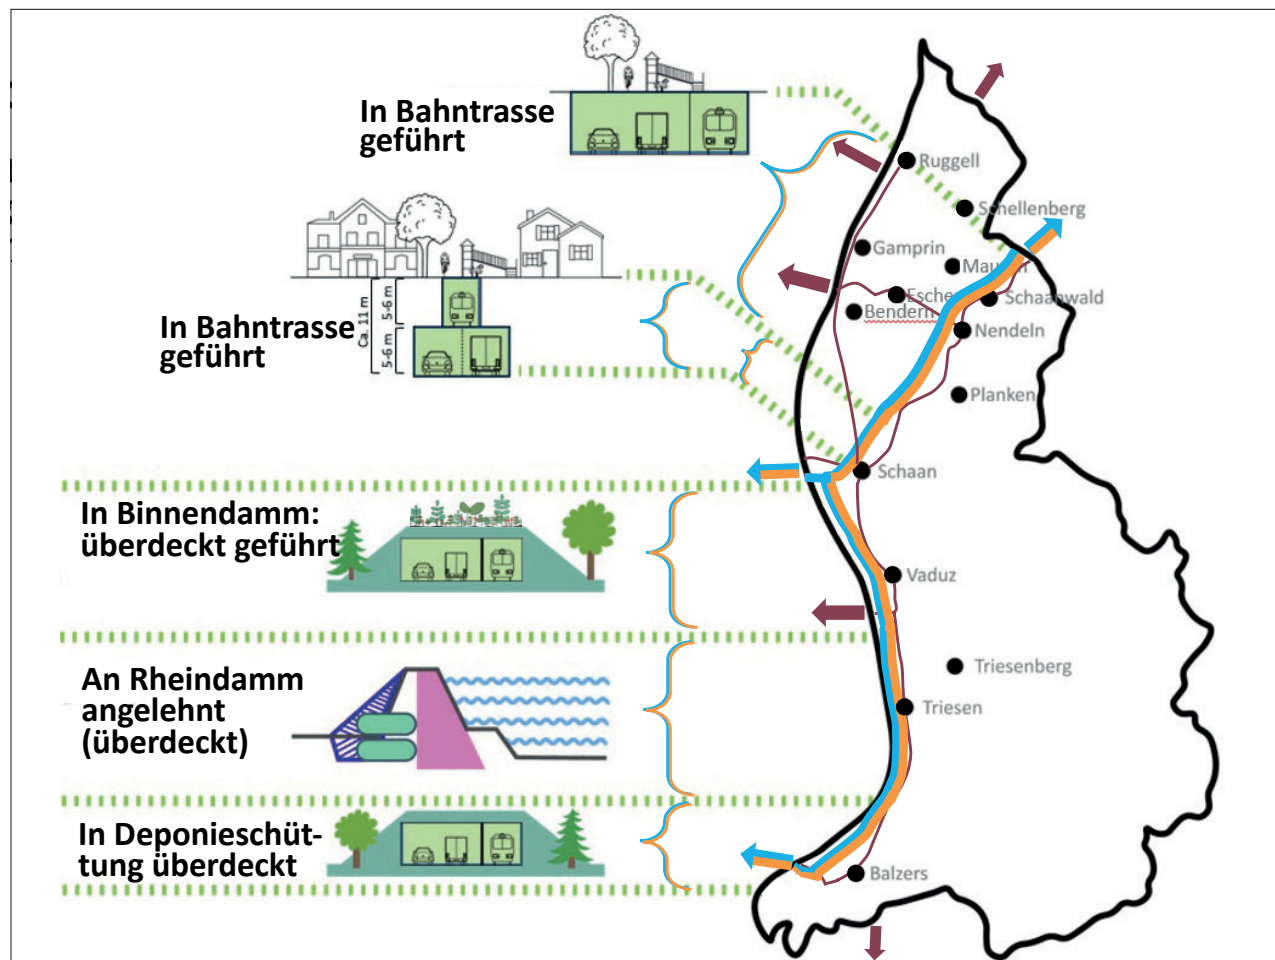 In Bahntrasse
geführt
Ruggell
Schellenberg
Gamprin
Schaanwald
Bendern
Nendeln
Ca. 11 m
5-6 m
5-6 m
In Bahntrasse
geführt
Planken
Schaan
In Binnendamm:
überdeckt geführt
Vaduz
An Rheindamm
angelehnt
(überdeckt)
Triesenberg
Triesen
In Deponieschüt-
tung überdeckt
Balzers